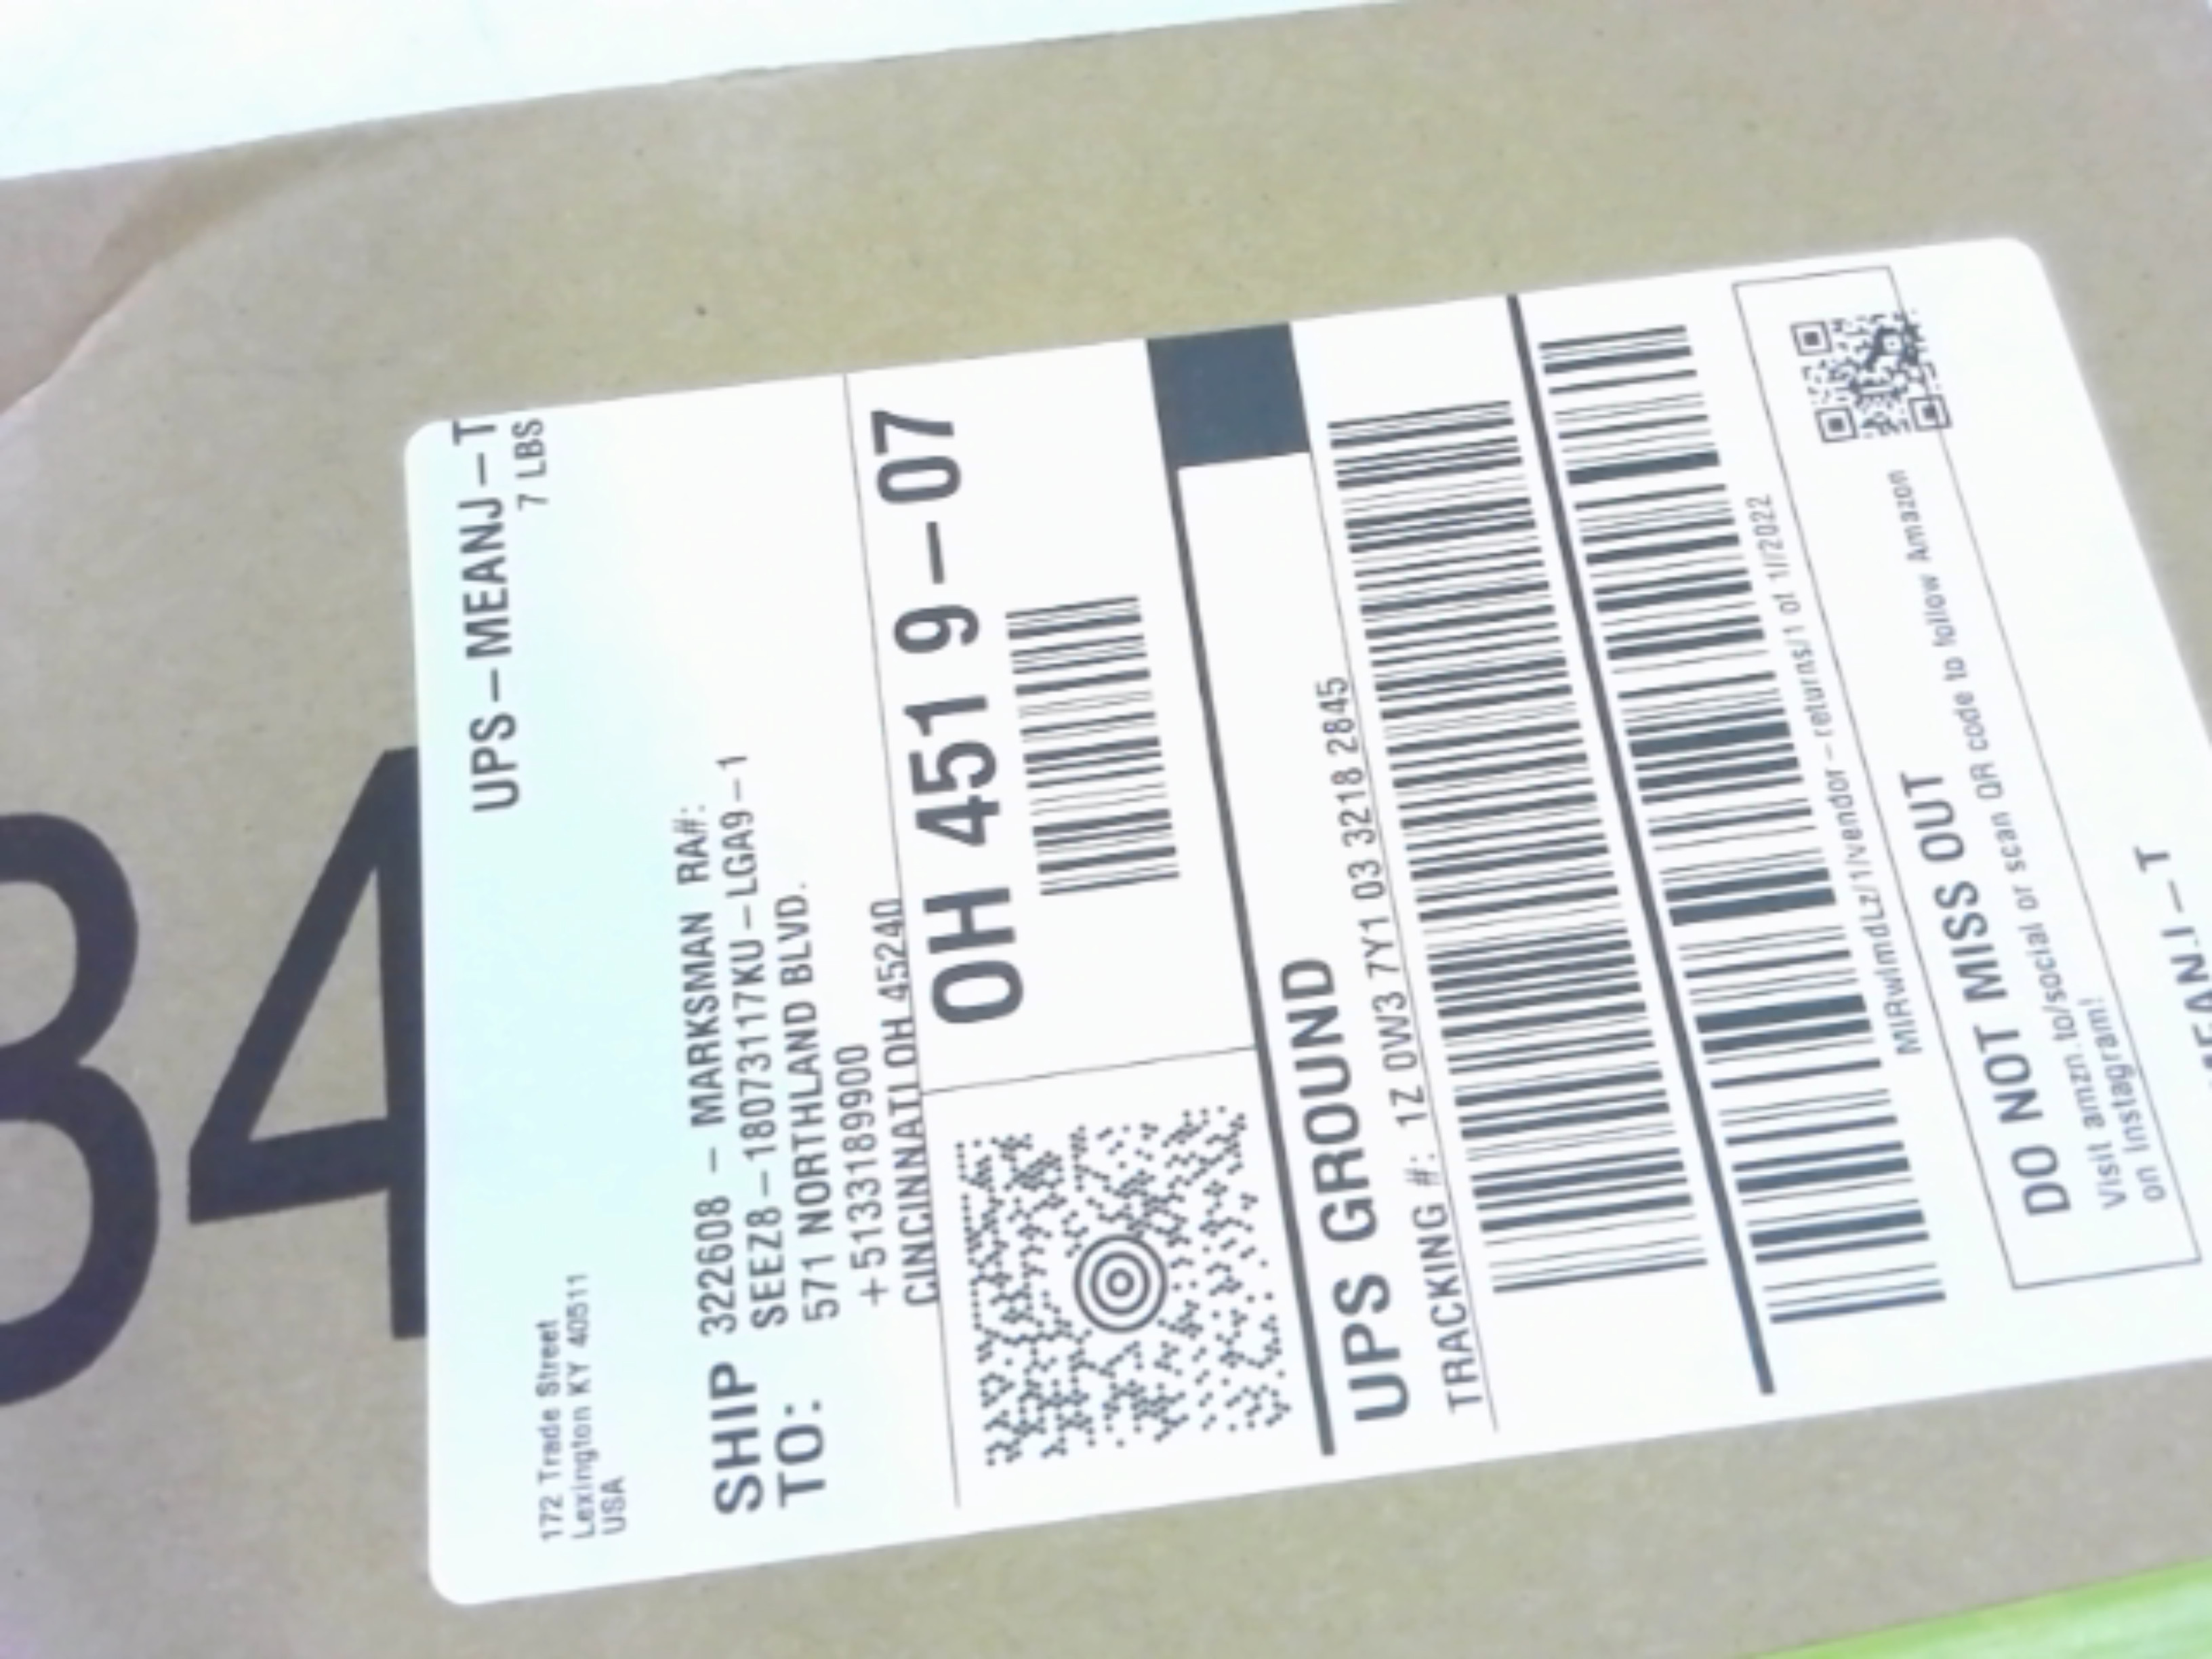 34
UPS-MEANJ-T
7 LBS
172 Trade Street
Lexington KY 40511
USA
SHIP TO:
322608 - MARKSMAN RA#:
SEEZ8-18073117KU-LGA9-1
571 NORTHLAND BLVD.
+5133189900
CINCINNATI OH 45240
OH 451 9-07
UPS GROUND
TRACKING #: 1Z 0W3 7Y1 03 3218 2845
MIRwImdLz/1/vendor-returns/1 of 1//2022
DO NOT MISS OUT
Visit amzn.to/social or scan QR code to follow Amazon
on Instagram!
MEANJ-T